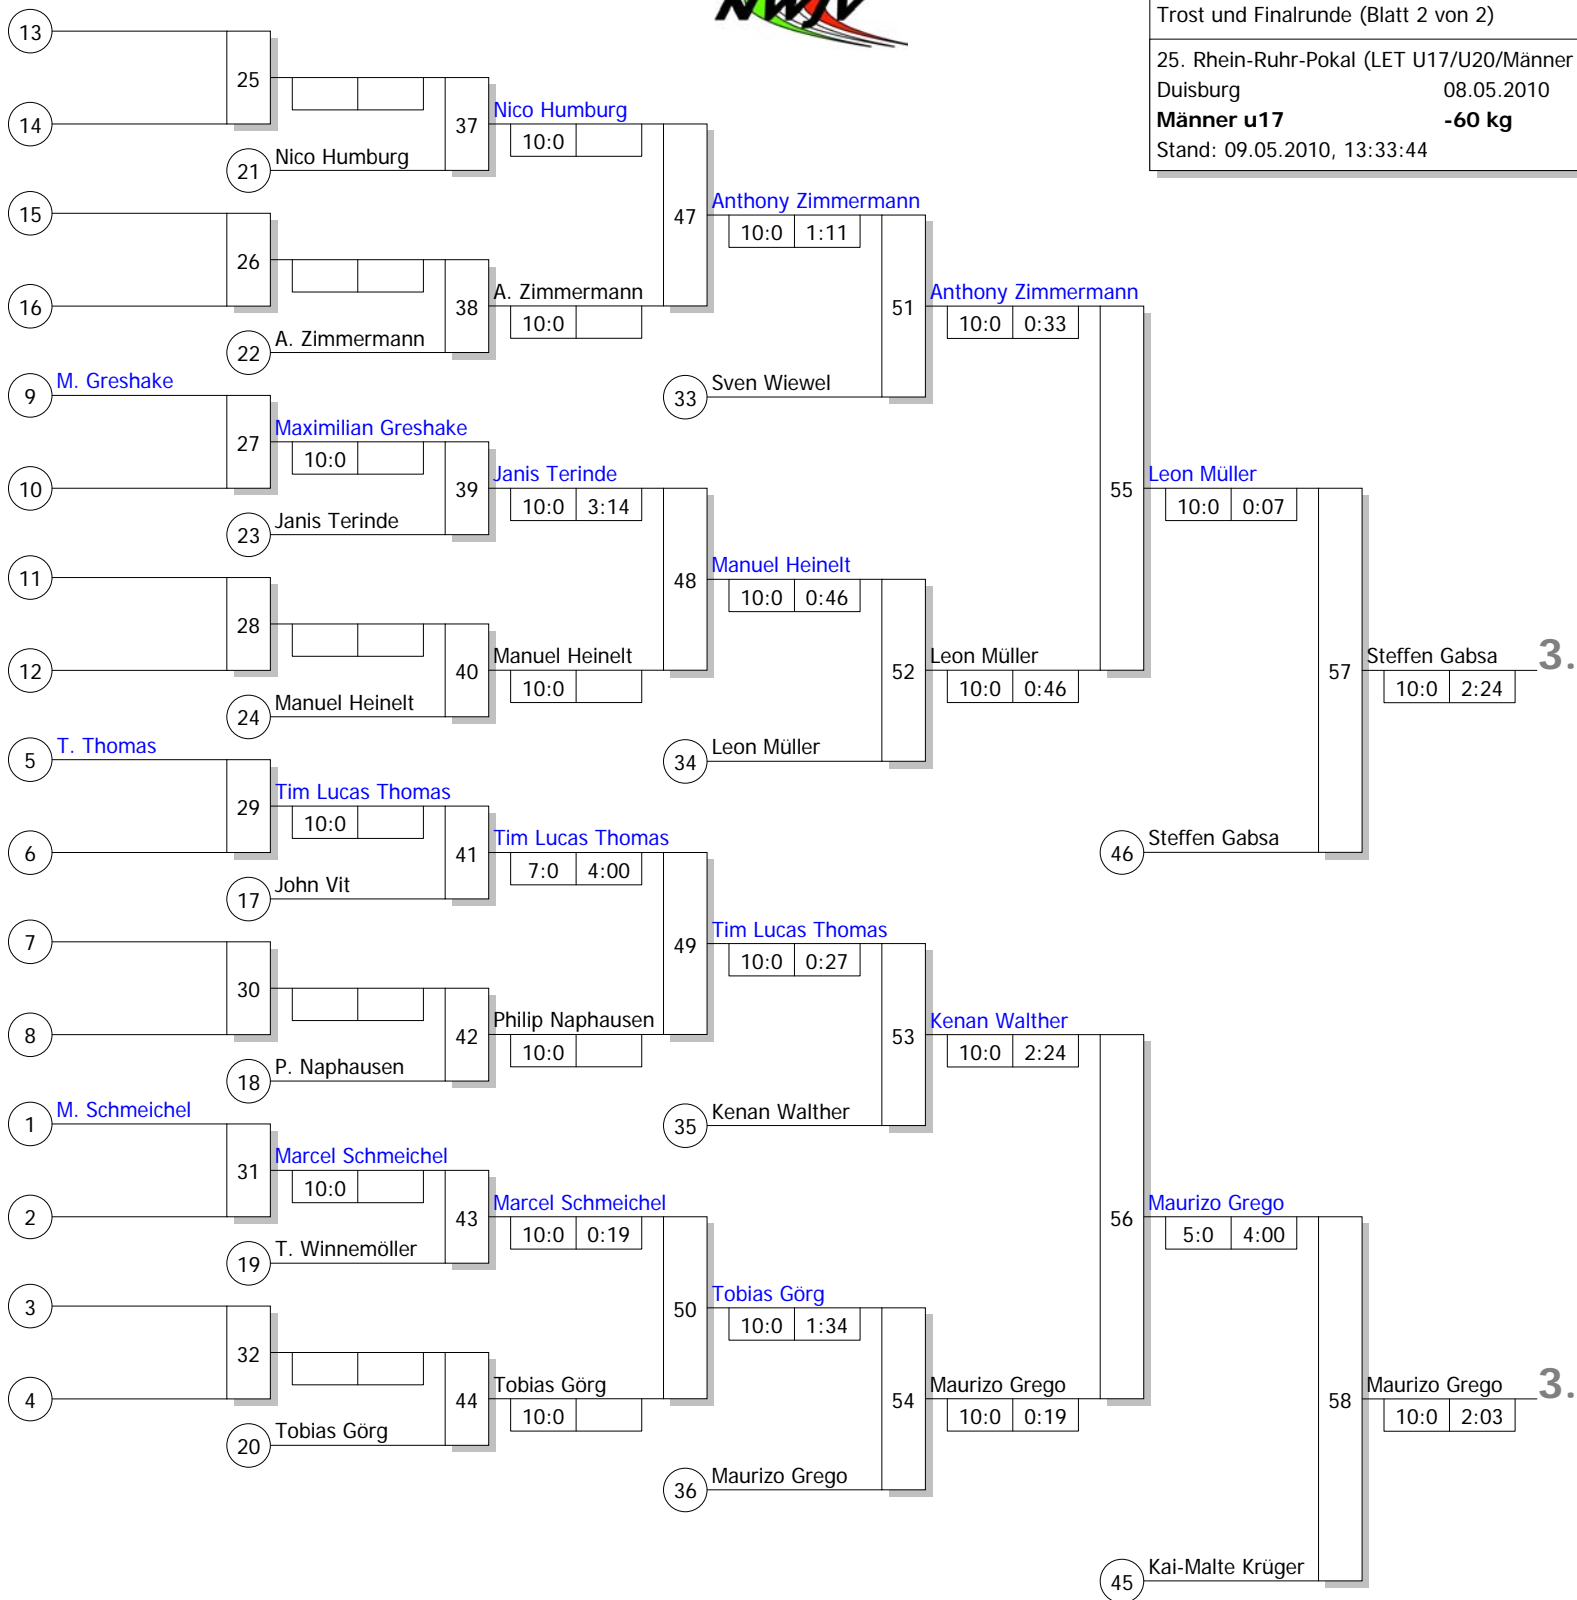 NWJV
Trost und Finalrunde (Blatt 2 von 2)
25. Rhein-Ruhr-Pokal (LET U17/U20/Männer
Duisburg 08.05.2010
Männer u17 -60 kg
Stand: 09.05.2010, 13:33:44
13
25
14
37
Nico Humburg
10:0
21
Nico Humburg
15
47
Anthony Zimmermann
10:0 1:11
26
16
38
A. Zimmermann
10:0
22
A. Zimmermann
51
Anthony Zimmermann
10:0 0:33
9
M. Greshake
33
Sven Wiewel
27
Maximilian Greshake
10:0
10
39
Janis Terinde
10:0 3:14
23
Janis Terinde
55
Leon Müller
10:0 0:07
11
48
Manuel Heinelt
10:0 0:46
28
12
40
Manuel Heinelt
10:0
24
Manuel Heinelt
52
Leon Müller
10:0 0:46
57
Steffen Gabsa
3.
10:0 2:24
5
T. Thomas
34
Leon Müller
29
Tim Lucas Thomas
10:0
6
41
Tim Lucas Thomas
7:0 4:00
46
Steffen Gabsa
17
John Vit
7
49
Tim Lucas Thomas
10:0 0:27
30
8
42
Philip Naphausen
10:0
18
P. Naphausen
53
Kenan Walther
10:0 2:24
1
M. Schmeichel
35
Kenan Walther
31
Marcel Schmeichel
10:0
2
43
Marcel Schmeichel
10:0 0:19
19
T. Winnemöller
56
Maurizo Grego
5:0 4:00
3
50
Tobias Görg
10:0 1:34
32
4
44
Tobias Görg
10:0
20
Tobias Görg
54
Maurizo Grego
10:0 0:19
58
Maurizo Grego
3.
10:0 2:03
36
Maurizo Grego
45
Kai-Malte Krüger